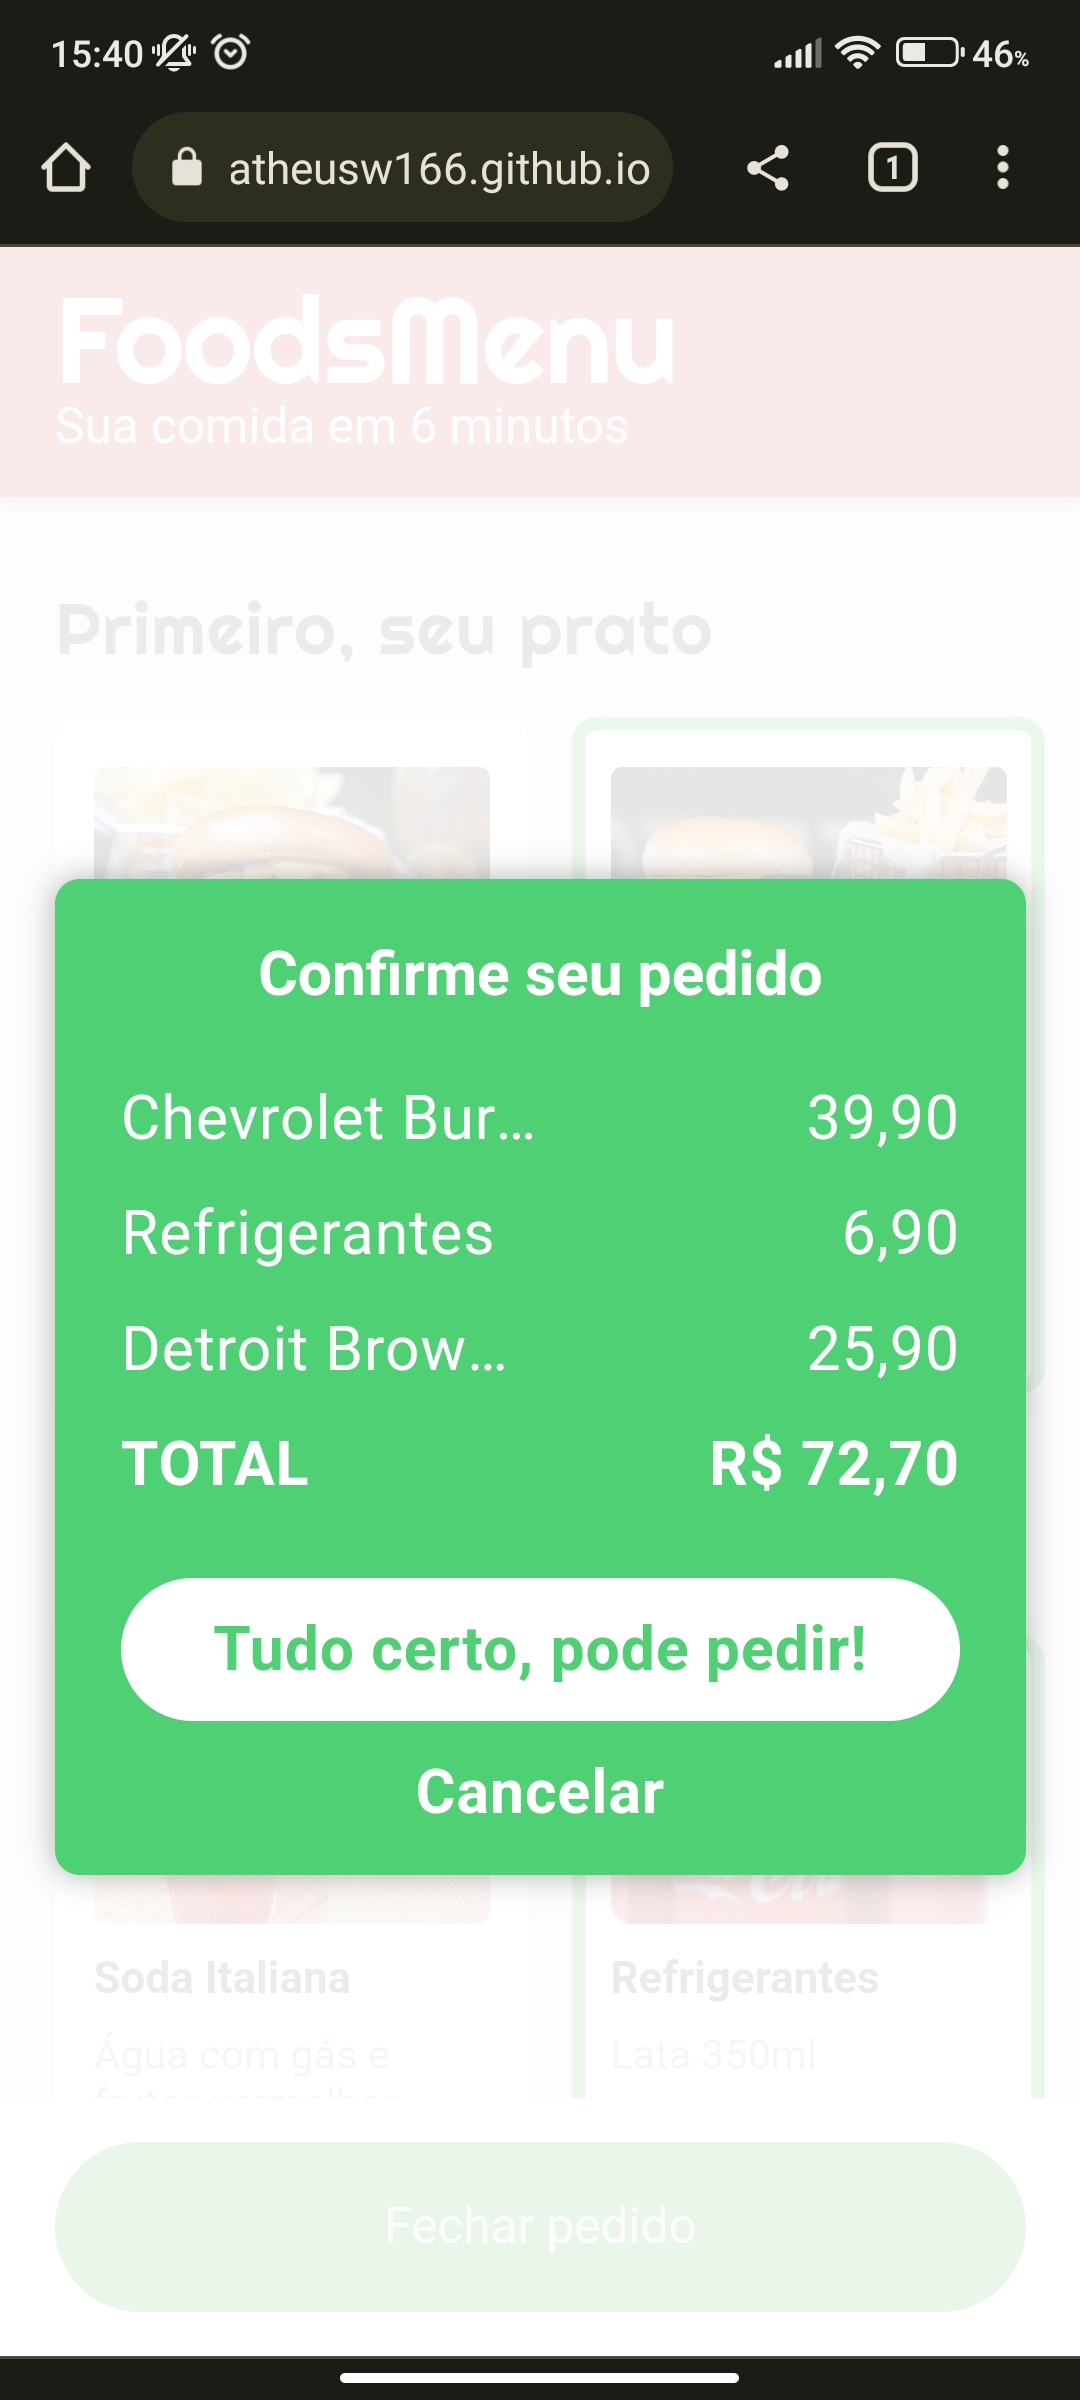 15:40
46%
atheusw166.github.io
1
FoodsMenu
Sua comida em 6 minutos
Primeiro, seu prato
Confirme seu pedido
Chevrolet Bur... 39,90
Refrigerantes 6,90
Detroit Brow... 25,90
TOTAL R$ 72,70
Tudo certo, pode pedir!
Cancelar
Soda Italiana
Água com gás e
frutas vermelhas
Refrigerantes
Lata 350ml
Fechar pedido